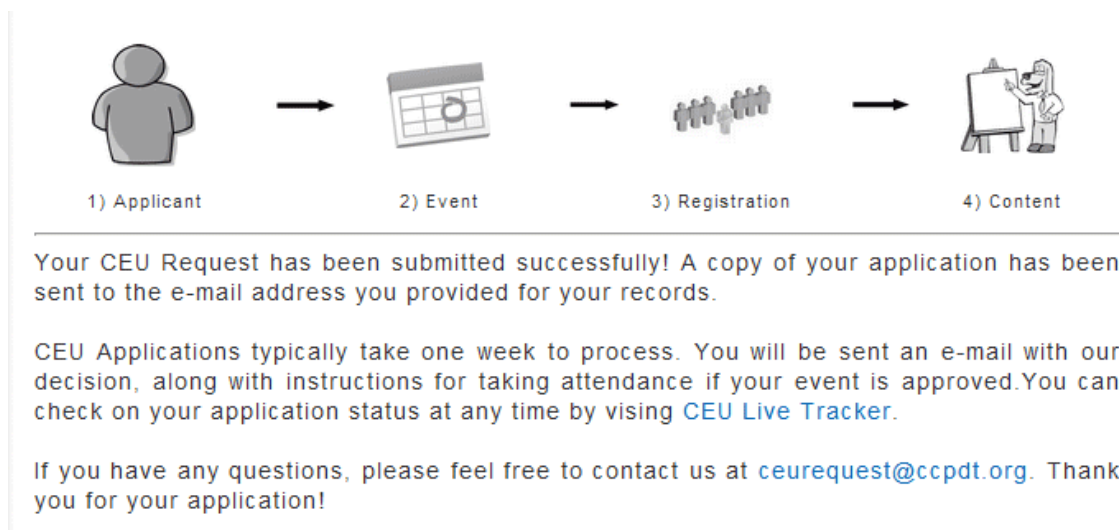 1) Applicant 2) Event 3) Registration 4) Content
Your CEU Request has been submitted successfully! A copy of your application has been
sent to the e-mail address you provided for your records.
CEU Applications typically take one week to process. You will be sent an e-mail with our
decision, along with instructions for taking attendance if your event is approved.You can
check on your application status at any time by vising CEU Live Tracker.
If you have any questions, please feel free to contact us at ceurequest@ccpdt.org. Thank
you for your application!